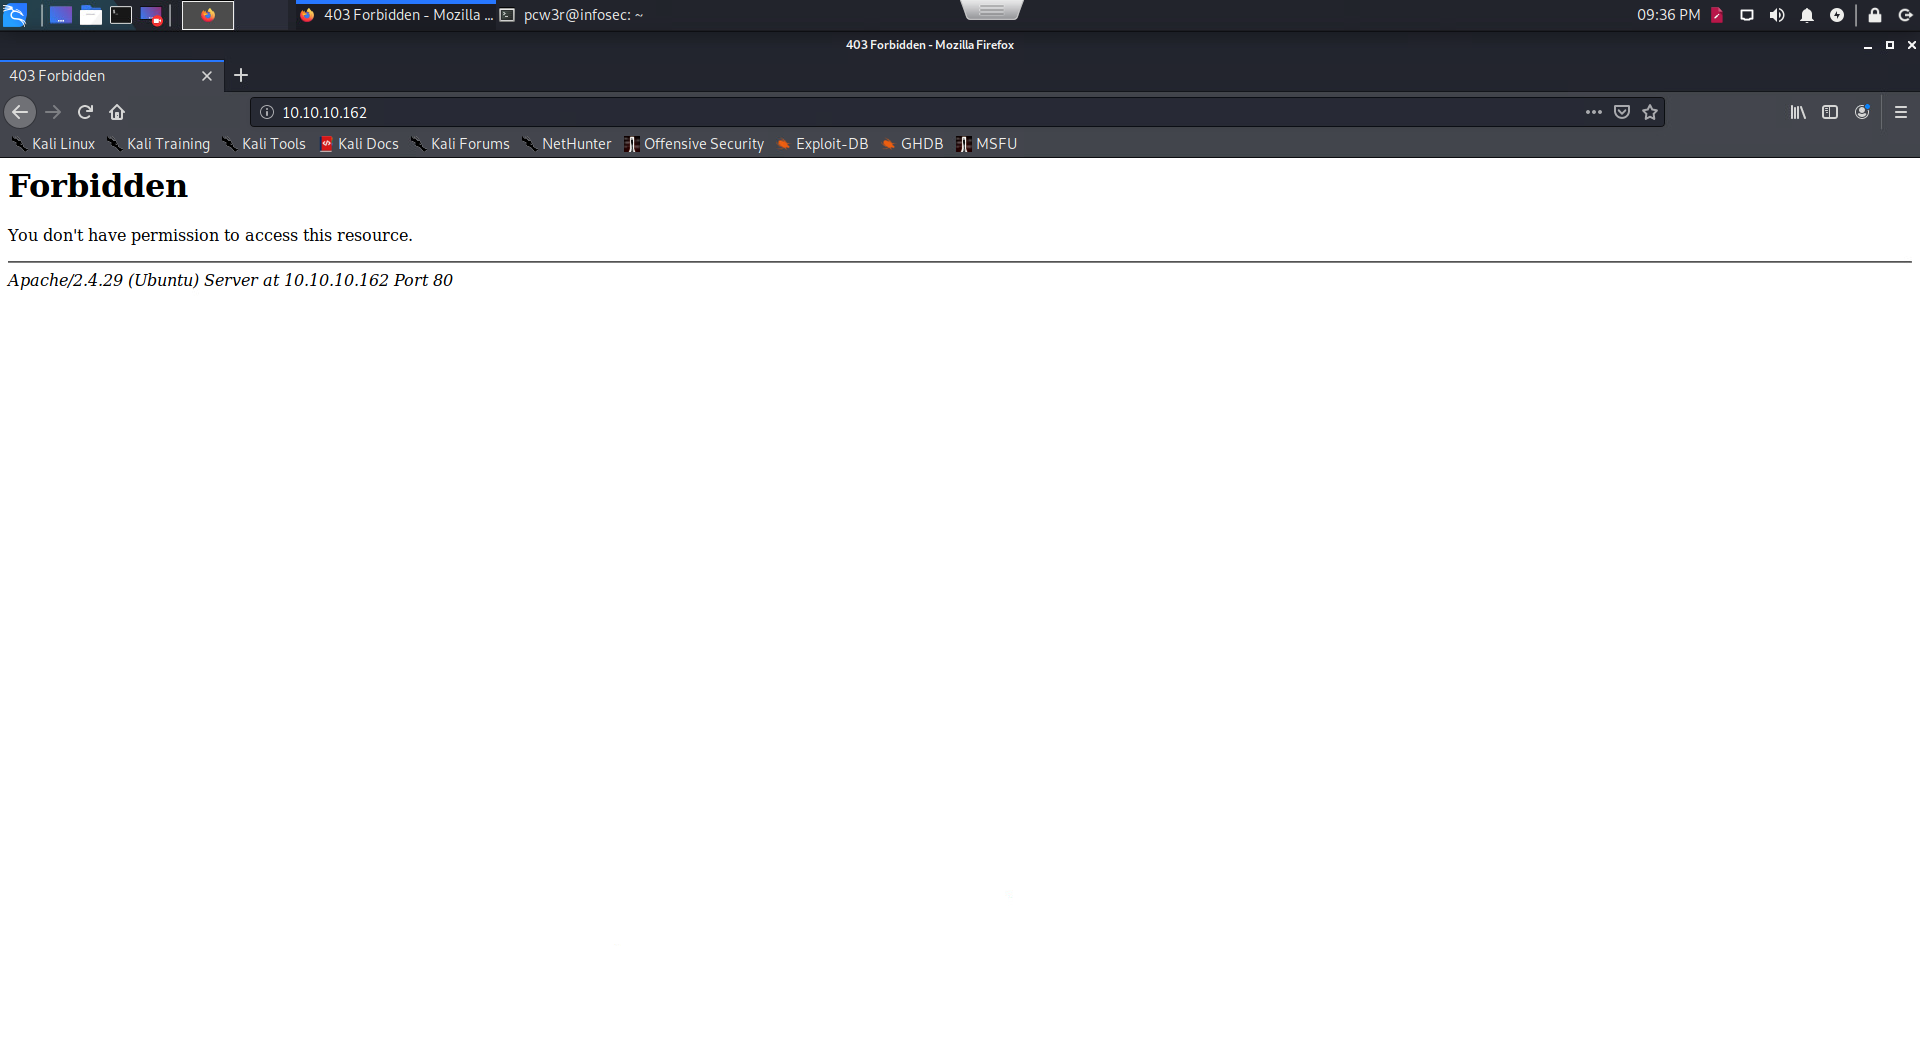 403 Forbidden - Mozilla ... pcw3r@infosec: ~ 09:36 PM
403 Forbidden - Mozilla Firefox
403 Forbidden
10.10.10.162
Kali Linux Kali Training Kali Tools Kali Docs Kali Forums NetHunter Offensive Security Exploit-DB GHDB MSFU
Forbidden
You don't have permission to access this resource.
Apache/2.4.29 (Ubuntu) Server at 10.10.10.162 Port 80